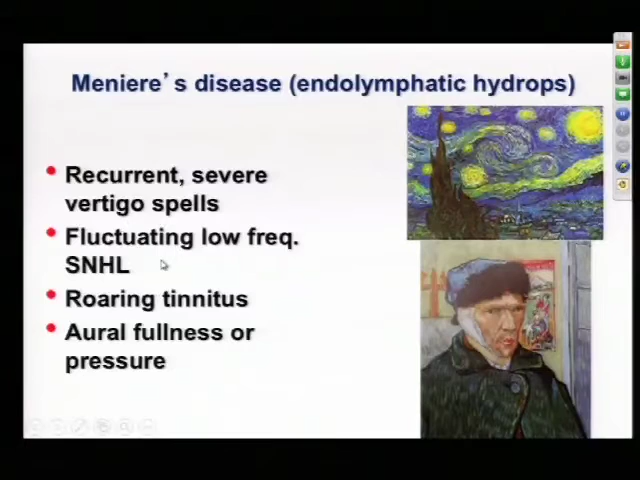 Meniere's disease (endolymphatic hydrops)
• Recurrent, severe
vertigo spells
• Fluctuating low freq.
SNHL
• Roaring tinnitus
• Aural fullness or
pressure